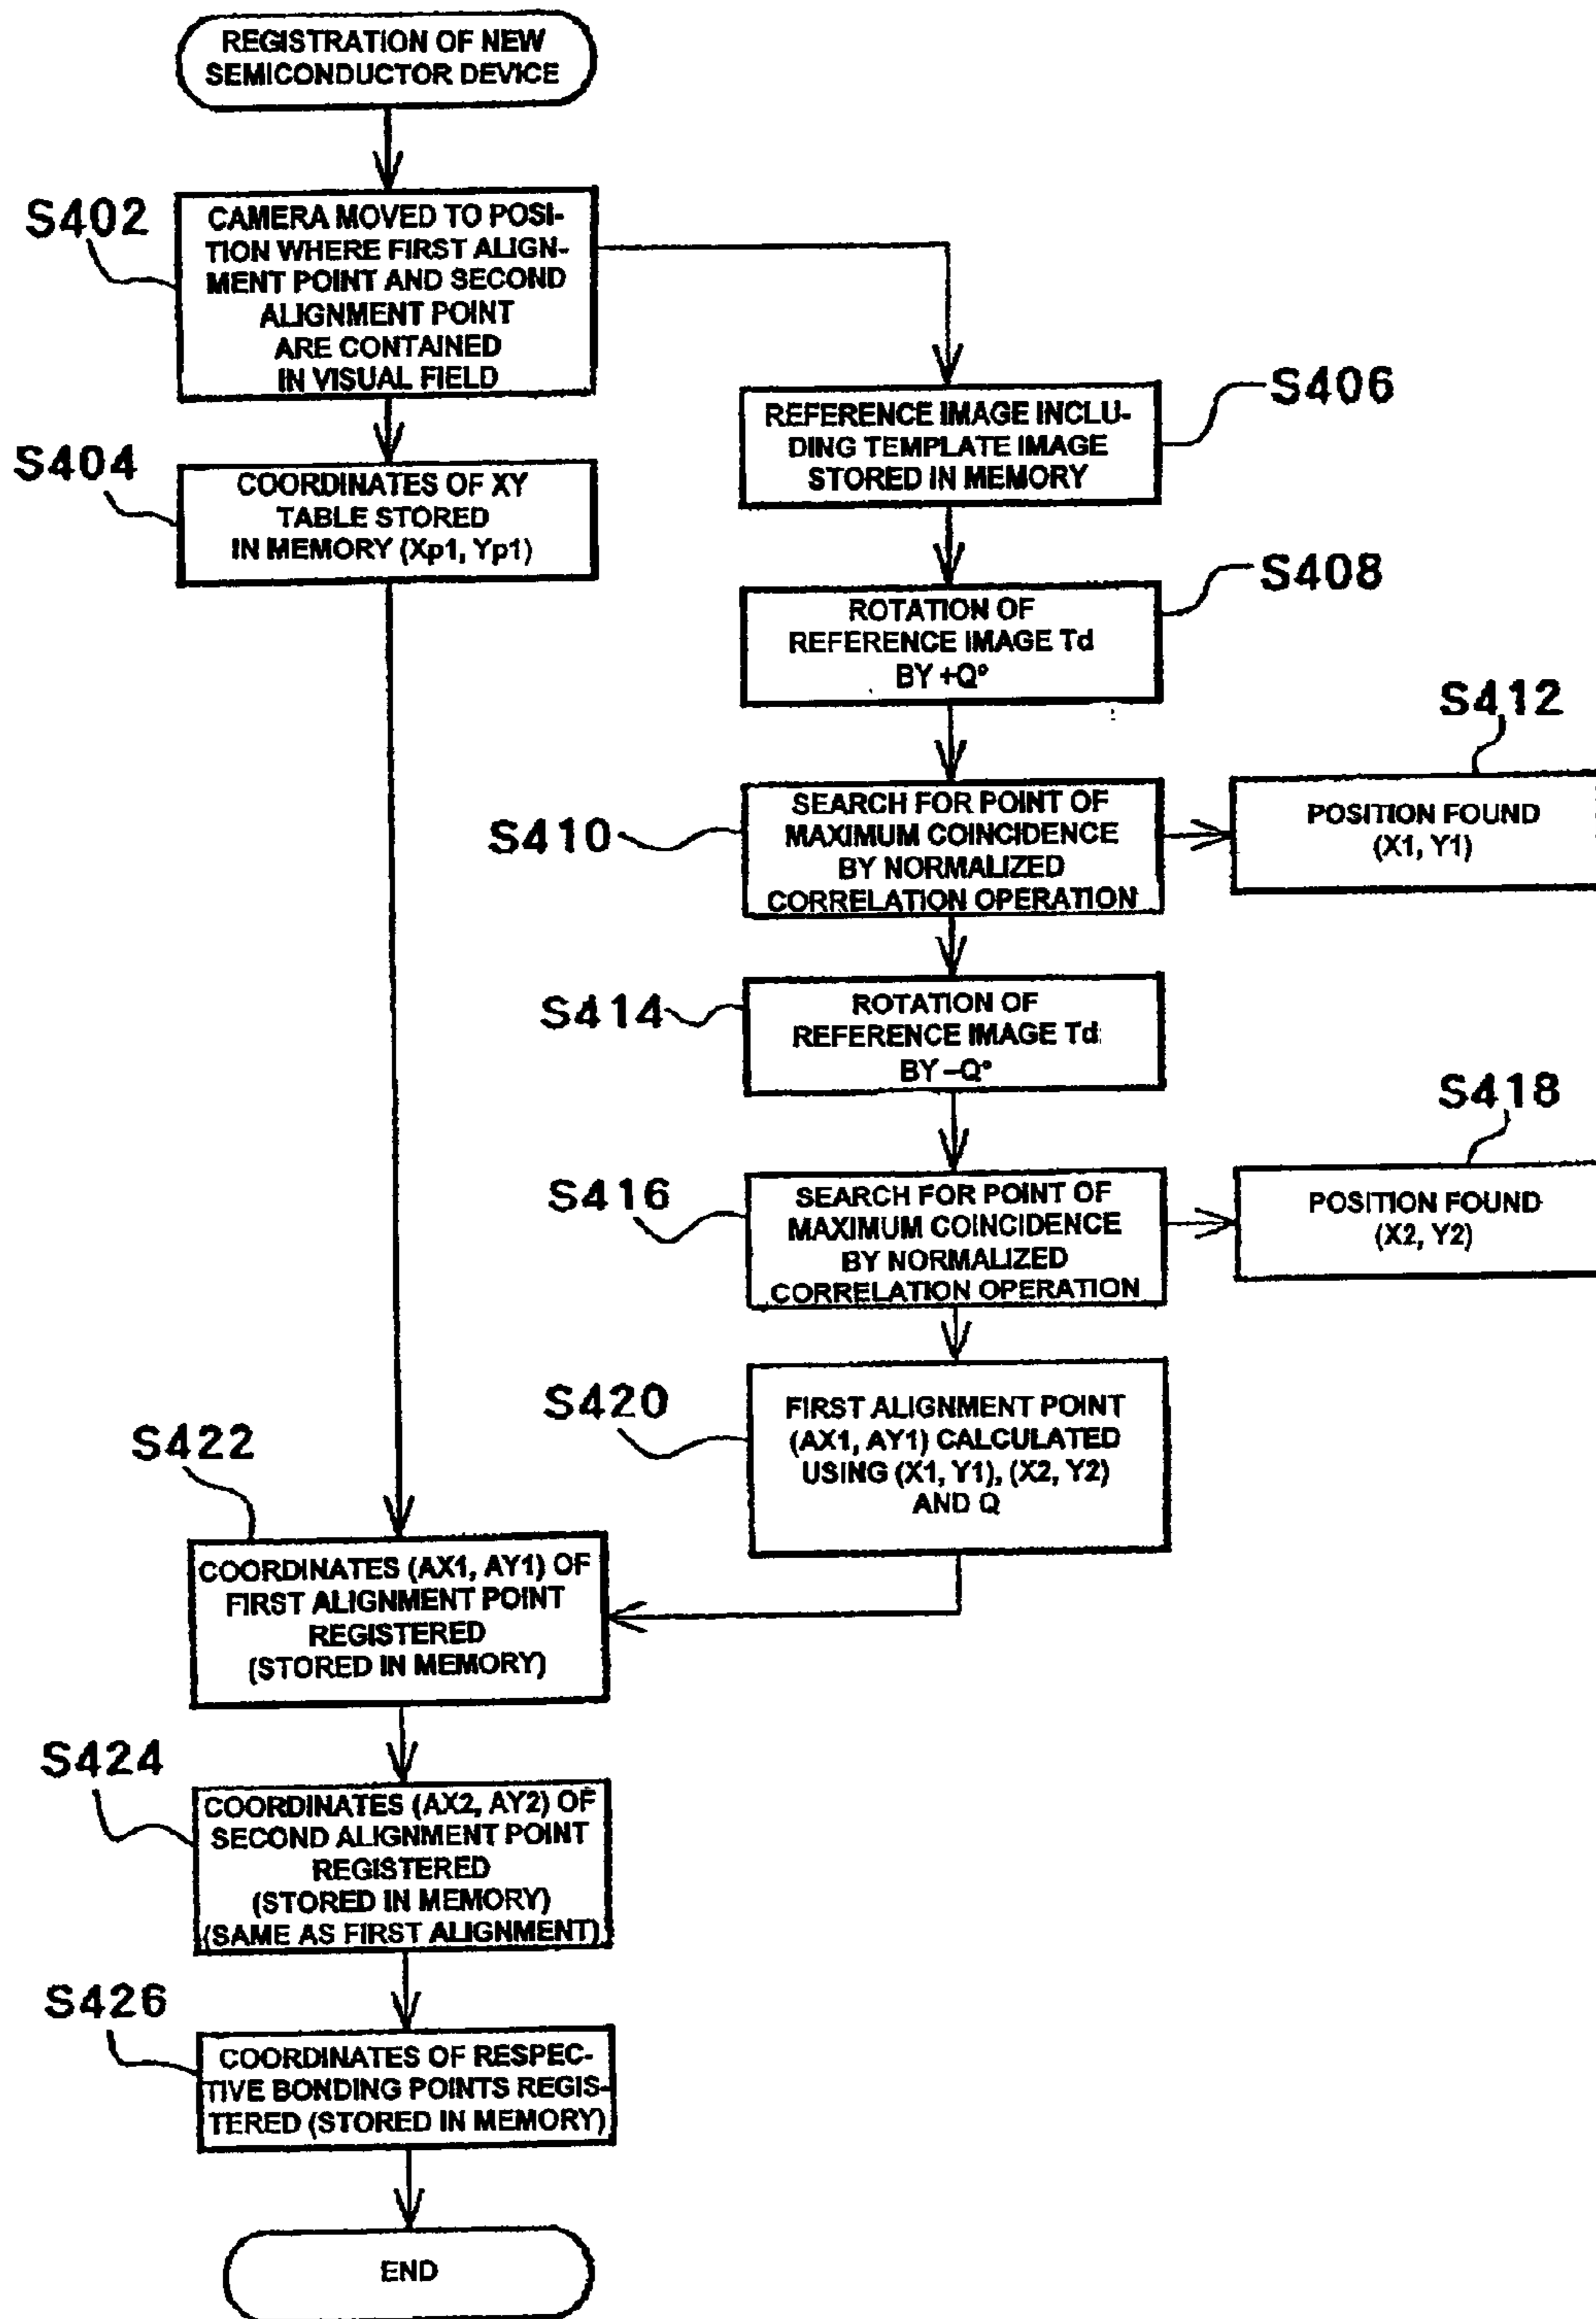 REGISTRATION OF NEW
SEMICONDUCTOR DEVICE
S402
CAMERA MOVED TO POSI-
TION WHERE FIRST ALIGN-
MENT POINT AND SECOND
ALIGNMENT POINT
ARE CONTAINED
IN VISUAL FIELD
S404
COORDINATES OF XY
TABLE STORED
IN MEMORY (Xp1, Yp1)
S406
REFERENCE IMAGE INCLU-
DING TEMPLATE IMAGE
STORED IN MEMORY
S408
ROTATION OF
REFERENCE IMAGE Td
BY +Q°
S410
SEARCH FOR POINT OF
MAXIMUM COINCIDENCE
BY NORMALIZED
CORRELATION OPERATION
S412
POSITION FOUND
(X1, Y1)
S414
ROTATION OF
REFERENCE IMAGE Td
BY –Q°
S416
SEARCH FOR POINT OF
MAXIMUM COINCIDENCE
BY NORMALIZED
CORRELATION OPERATION
S418
POSITION FOUND
(X2, Y2)
S420
FIRST ALIGNMENT POINT
(AX1, AY1) CALCULATED
USING (X1, Y1), (X2, Y2)
AND Q
S422
COORDINATES (AX1, AY1) OF
FIRST ALIGNMENT POINT
REGISTERED
(STORED IN MEMORY)
S424
COORDINATES (AX2, AY2) OF
SECOND ALIGNMENT POINT
REGISTERED
(STORED IN MEMORY)
(SAME AS FIRST ALIGNMENT)
S426
COORDINATES OF RESPEC-
TIVE BONDING POINTS REGIS-
TERED (STORED IN MEMORY)
END